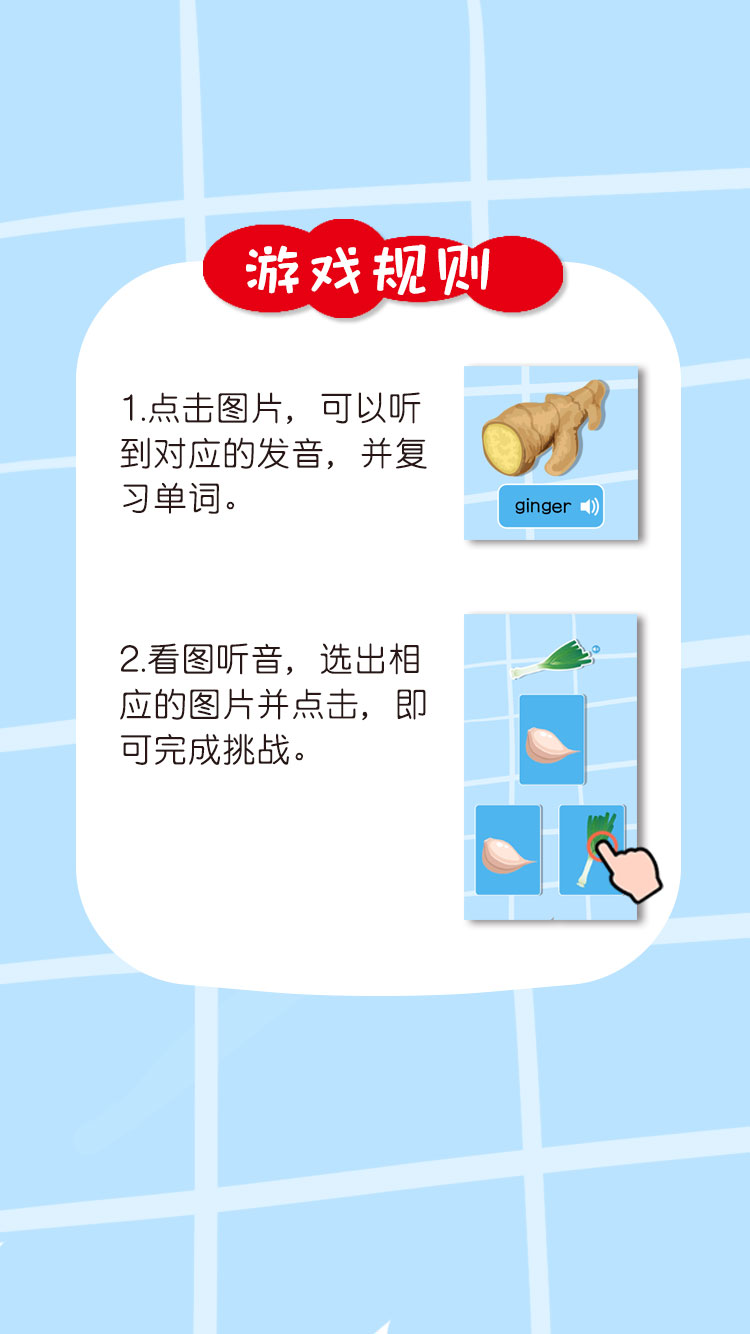 游戏规则
1.点击图片，可以听
到对应的发音，并复
习单词。
ginger
2.看图听音，选出相
应的图片并点击，即
可完成挑战。